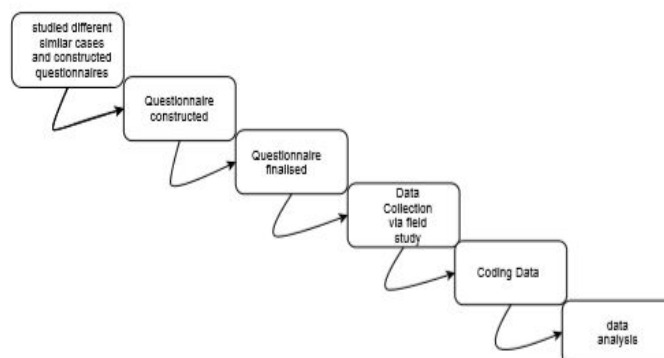 studied different
similar cases
and constructed
questionnaires
Questionnaire
constructed
Questionnaire
finalised
Data
Collection
via field
study
Coding Data
data
analysis